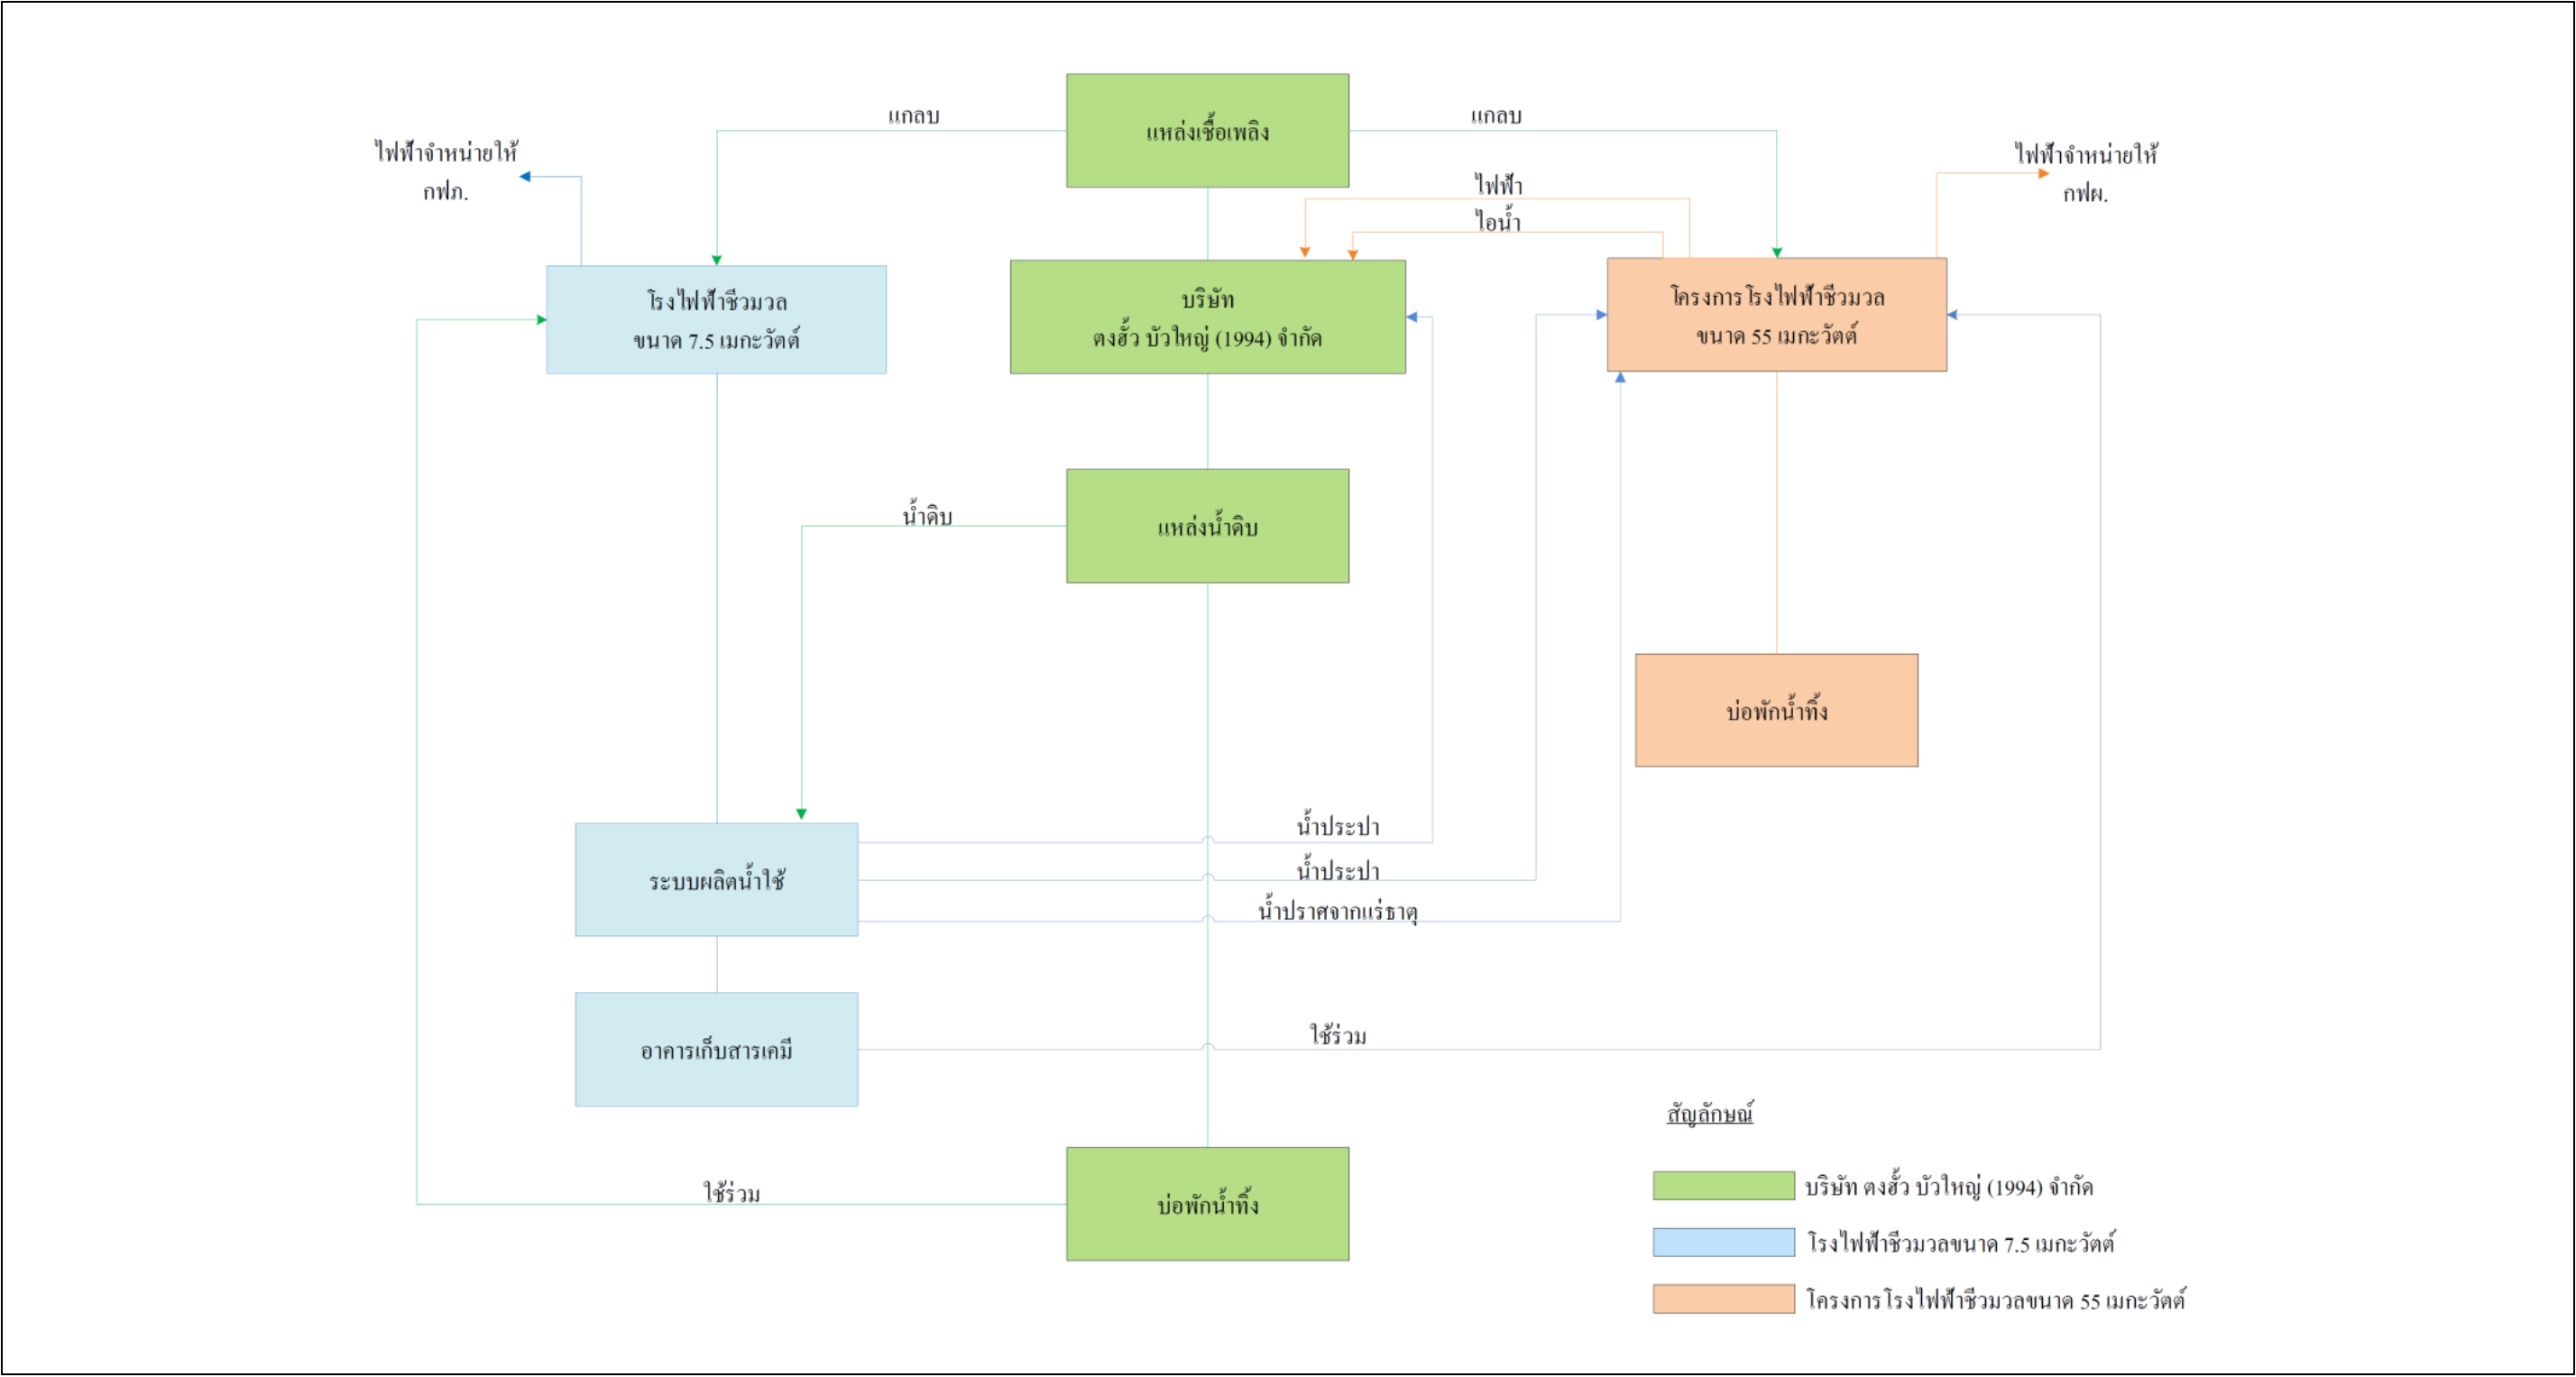 แกลบ
แหล่งเชื้อเพลิง
แกลบ
ไฟฟ้าจำหน่ายให้
กฟภ.
ไฟฟ้าจำหน่ายให้
กฟผ.
ไฟฟ้า
ไอน้ำ
โรงไฟฟ้าชีวมวล
ขนาด 7.5 เมกะวัตต์
บริษัท
ตงฮั้ว บัวใหญ่ (1994) จำกัด
โครงการโรงไฟฟ้าชีวมวล
ขนาด 55 เมกะวัตต์
น้ำดิบ
แหล่งน้ำดิบ
บ่อพักน้ำทิ้ง
น้ำประปา
ระบบผลิตน้ำใช้
น้ำประปา
น้ำปราศจากแร่ธาตุ
อาคารเก็บสารเคมี
ใช้ร่วม
ใช้ร่วม
บ่อพักน้ำทิ้ง
สัญลักษณ์
บริษัท ตงฮั้ว บัวใหญ่ (1994) จำกัด
โรงไฟฟ้าชีวมวลขนาด 7.5 เมกะวัตต์
โครงการโรงไฟฟ้าชีวมวลขนาด 55 เมกะวัตต์